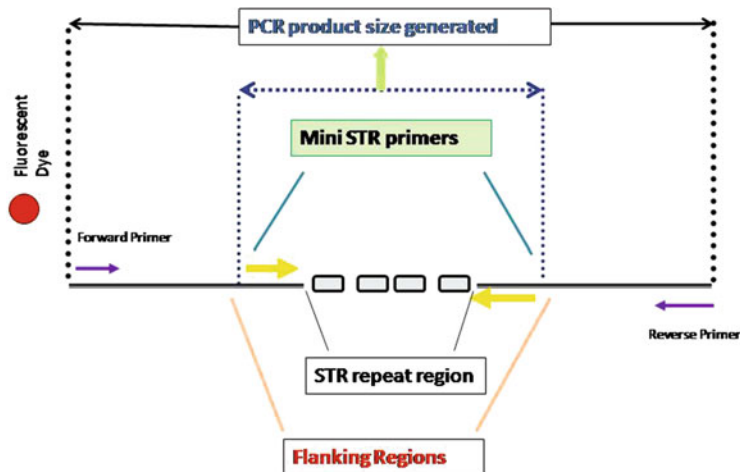 PCR product size generated
Fluorescent
Dye
Mini STR primers
Forward Primer
Reverse Primer
STR repeat region
Flanking Regions